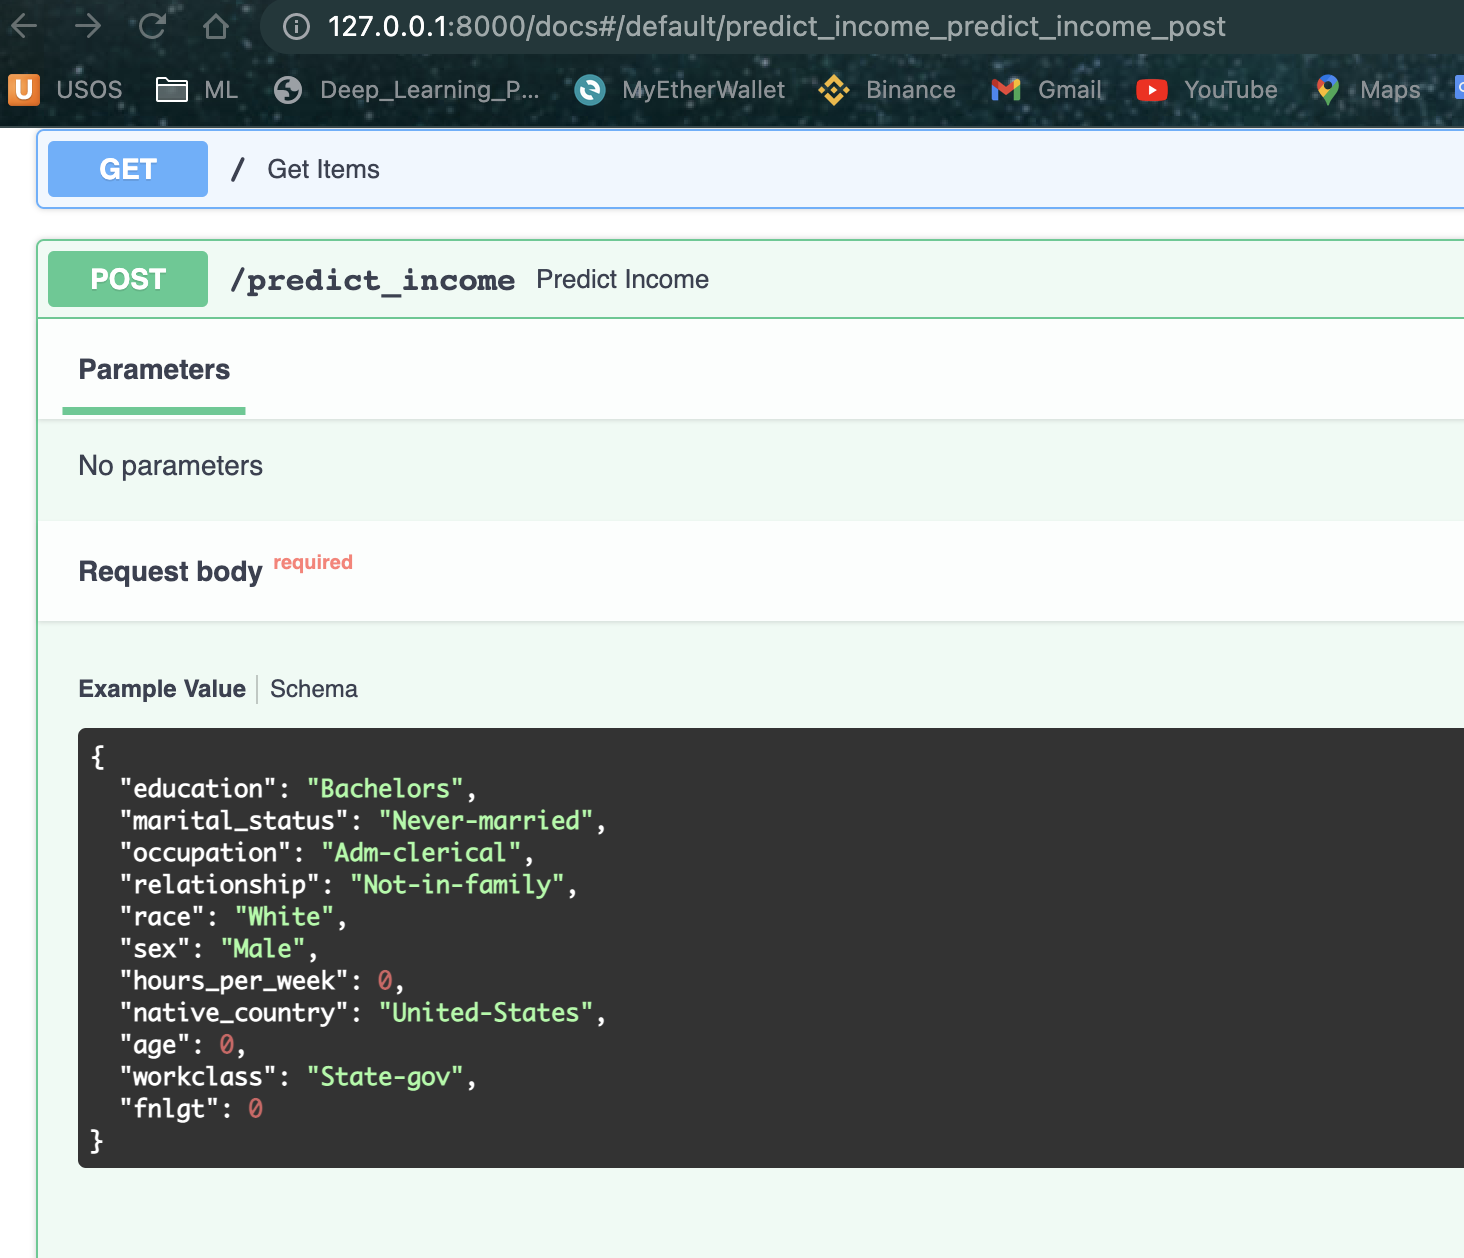 127.0.0.1:8000/docs#/default/predict_income_predict_income_post
USOS ML Deep_Learning_P... MyEtherWallet Binance Gmail YouTube Maps
GET / Get Items
POST /predict_income Predict Income
Parameters
No parameters
Request body required
Example Value Schema
{
"education": "Bachelors",
"marital_status": "Never-married",
"occupation": "Adm-clerical",
"relationship": "Not-in-family",
"race": "White",
"sex": "Male",
"hours_per_week": 0,
"native_country": "United-States",
"age": 0,
"workclass": "State-gov",
"fnlgt": 0
}